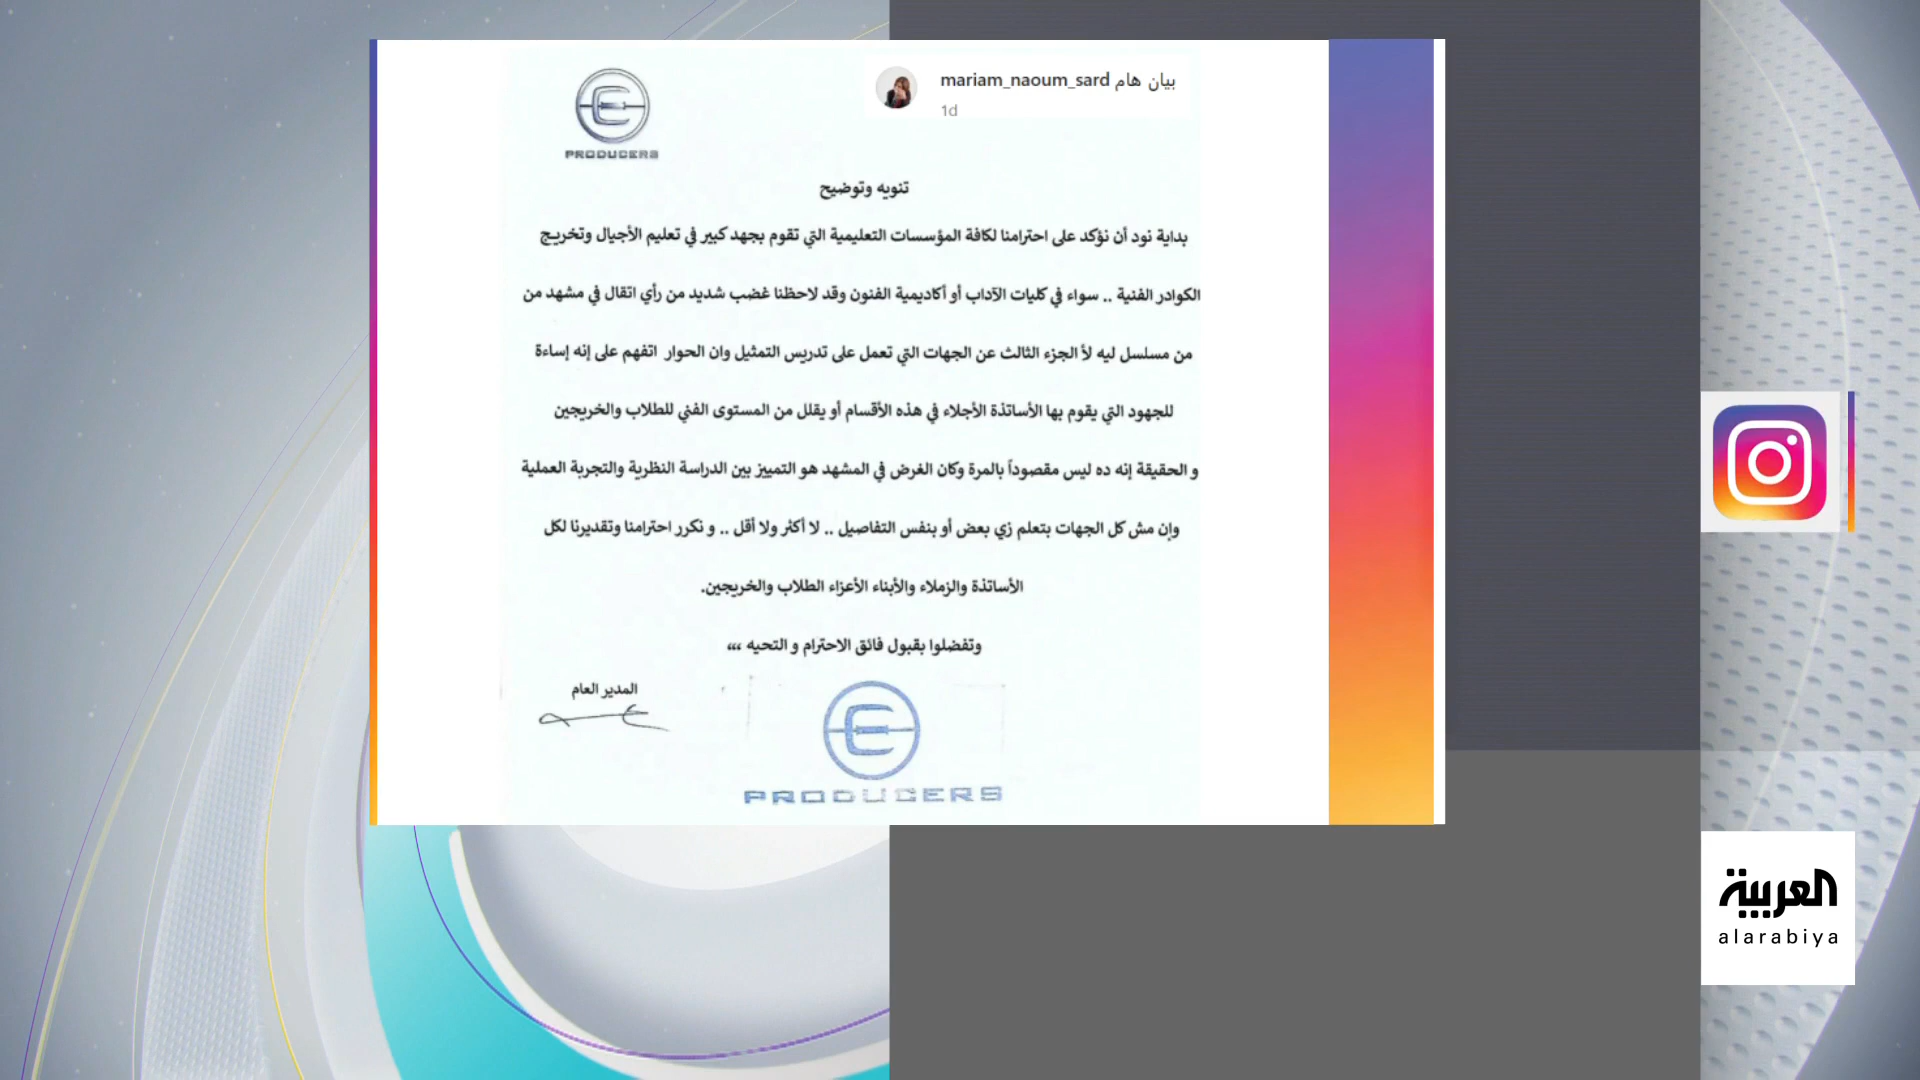 mariam_naoum_sard بيان هام
1d
PRODUCERS
تنويه وتوضيح
بداية نود أن نؤكد على احترامنا لكافة المؤسسات التعليمية التي تقوم بجهد كبير في تعليم الأجيال وتخريج
الكوادر الفنية .. سواء في كليات الآداب أو أكاديمية الفنون وقد لاحظنا غضب شديد من رأي اتقال في مشهد من
من مسلسل ليه لأ الجزء الثالث عن الجهات التي تعمل على تدريس التمثيل وان الحوار اتفهم على إنه إساءة
للجهود التي يقوم بها الأساتذة الأجلاء في هذه الأقسام أو يقلل من المستوى الفني للطلاب والخريجين
و الحقيقة إنه ده ليس مقصوداً بالمرة وكان الغرض في المشهد هو التمييز بين الدراسة النظرية والتجربة العملية
وإن مش كل الجهات بتعلم زي بعض أو بنفس التفاصيل .. لا أكثر ولا أقل .. و نكرر احترامنا وتقديرنا لكل
الأساتذة والزملاء والأبناء الأعزاء الطلاب والخريجين.
وتفضلوا بقبول فائق الاحترام و التحيه ،،،
المدير العام
PRODUCERS
العربية
alarabiya